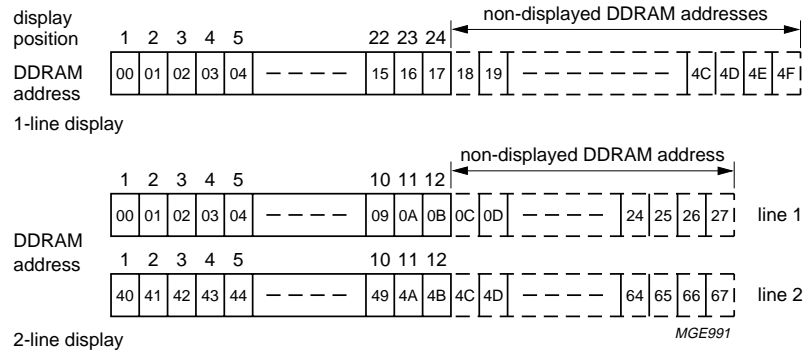 display position
non-displayed DDRAM addresses
1 2 3 4 5 22 23 24
DDRAM address
00 01 02 03 04 15 16 17 18 19 4C 4D 4E 4F
1-line display
non-displayed DDRAM address
1 2 3 4 5 10 11 12
00 01 02 03 04 09 0A 0B 0C 0D 24 25 26 27 line 1
DDRAM address
1 2 3 4 5 10 11 12
40 41 42 43 44 49 4A 4B 4C 4D 64 65 66 67 line 2
MGE991
2-line display